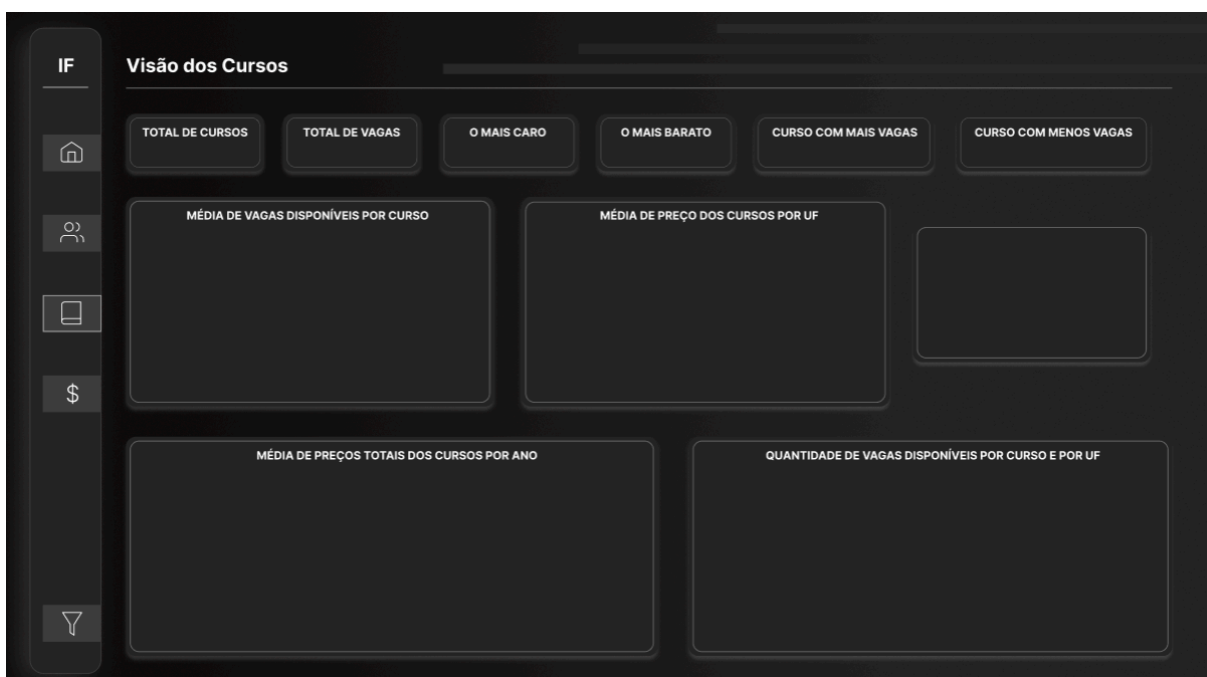 IF
Visão dos Cursos
TOTAL DE CURSOS
TOTAL DE VAGAS
O MAIS CARO
O MAIS BARATO
CURSO COM MAIS VAGAS
CURSO COM MENOS VAGAS
MÉDIA DE VAGAS DISPONÍVEIS POR CURSO
MÉDIA DE PREÇO DOS CURSOS POR UF
$
MÉDIA DE PREÇOS TOTAIS DOS CURSOS POR ANO
QUANTIDADE DE VAGAS DISPONÍVEIS POR CURSO E POR UF